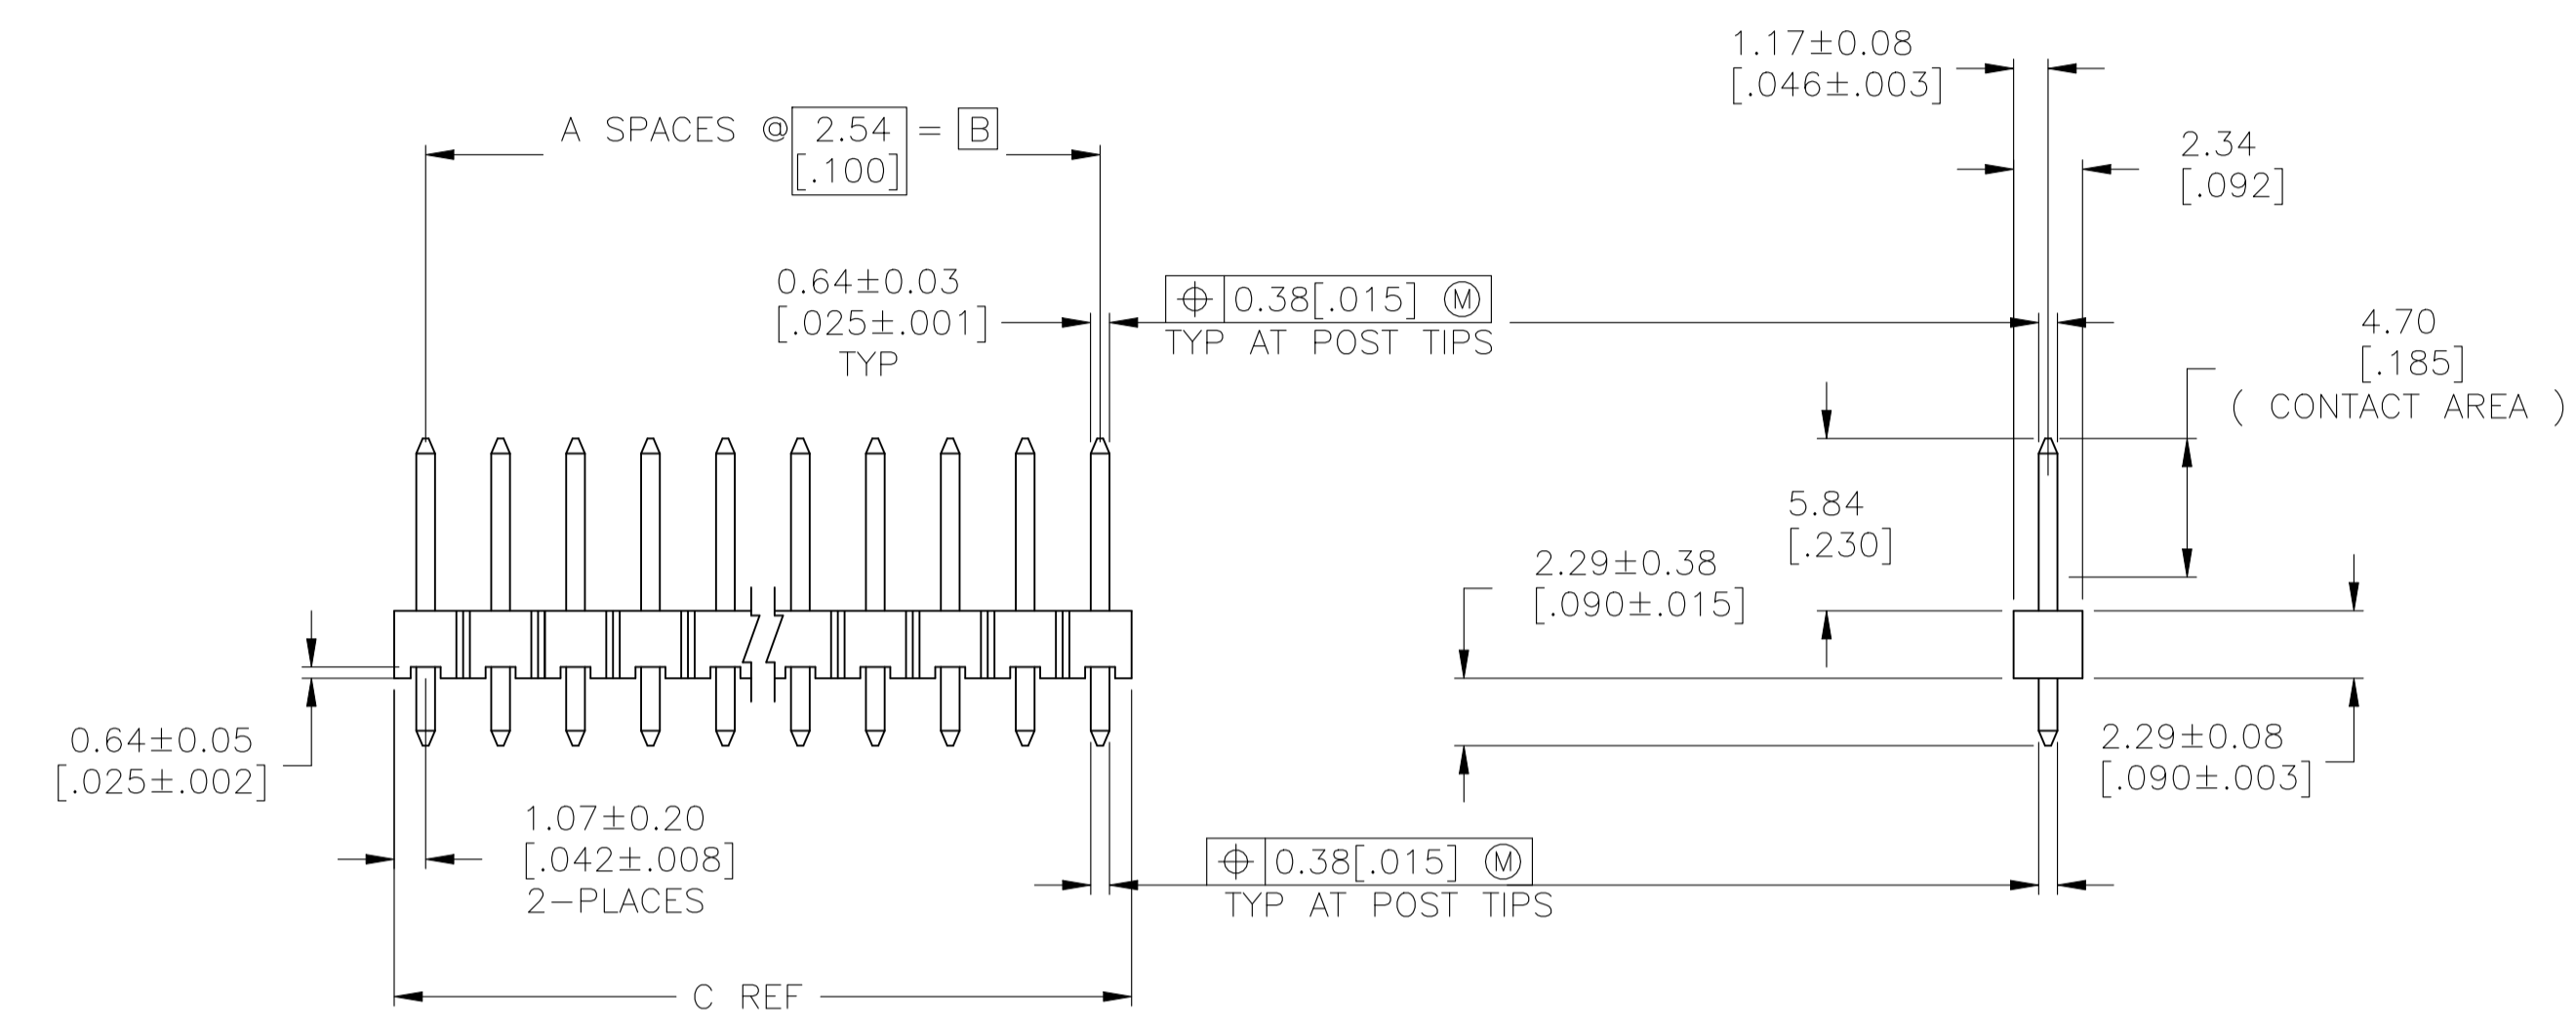 1.17±0.08
[.046±.003]
A SPACES @ 2.54 = B
[.100]
2.34
[.092]
0.64±0.03
[.025±.001]
TYP
⌖ 0.38[.015] Ⓜ
TYP AT POST TIPS
4.70
[.185]
( CONTACT AREA )
5.84
[.230]
2.29±0.38
[.090±.015]
0.64±0.05
[.025±.002]
2.29±0.08
[.090±.003]
1.07±0.20
[.042±.008]
2-PLACES
⌖ 0.38[.015] Ⓜ
TYP AT POST TIPS
C REF